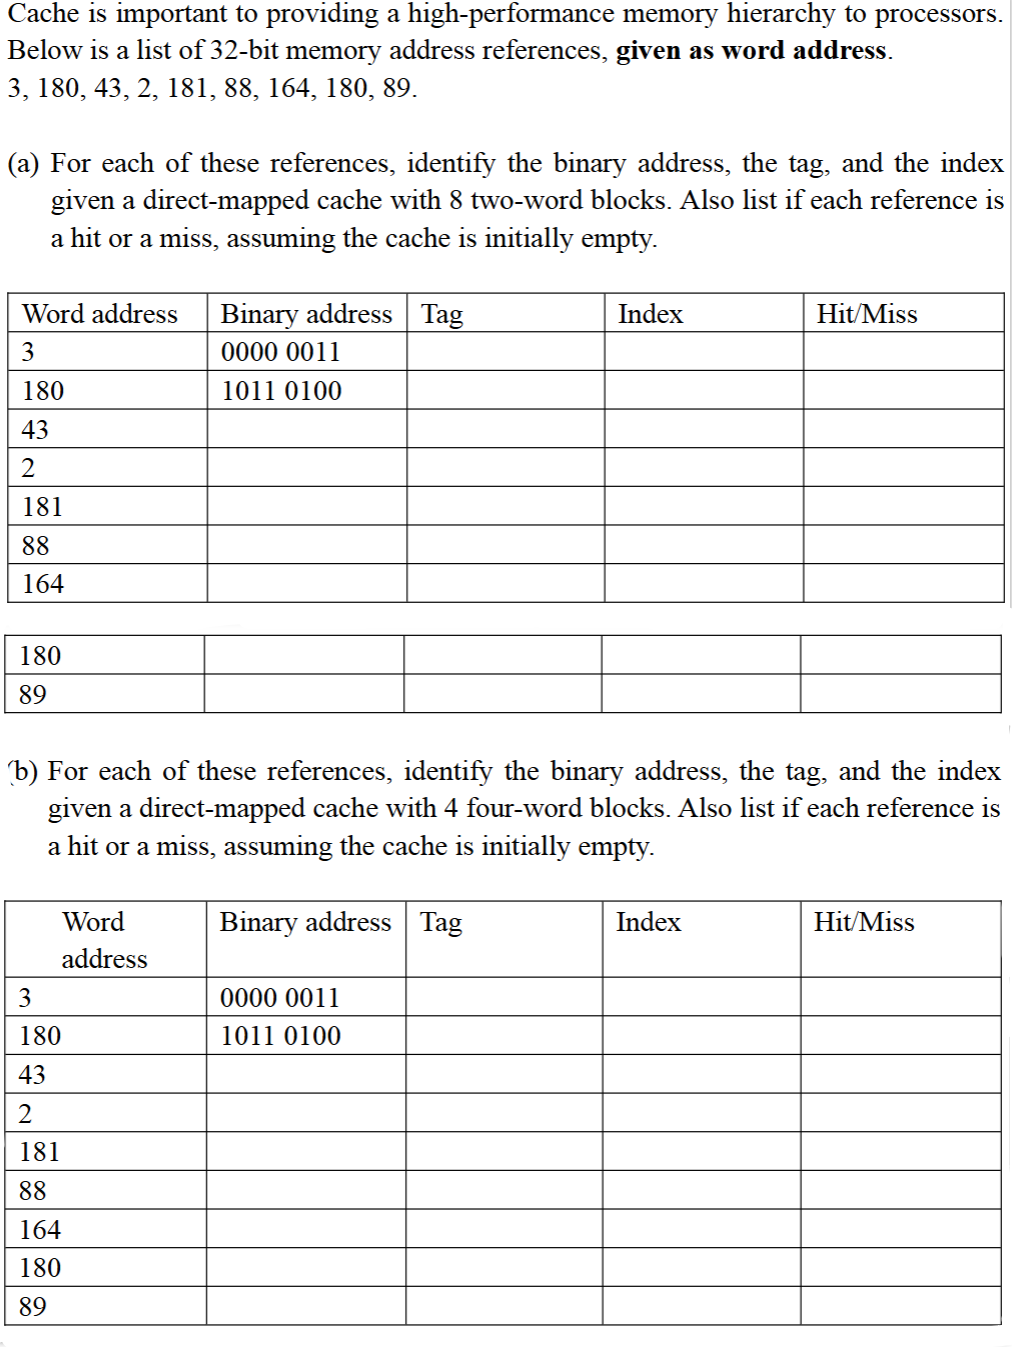 Cache is important to providing a high-performance memory hierarchy to processors.
Below is a list of 32-bit memory address references, given as word address.
3, 180, 43, 2, 181, 88, 164, 180, 89.
(a) For each of these references, identify the binary address, the tag, and the index
given a direct-mapped cache with 8 two-word blocks. Also list if each reference is
a hit or a miss, assuming the cache is initially empty.
Word address Binary address Tag Index Hit/Miss
3 0000 0011
180 1011 0100
43
2
181
88
164
180
89
(b) For each of these references, identify the binary address, the tag, and the index
given a direct-mapped cache with 4 four-word blocks. Also list if each reference is
a hit or a miss, assuming the cache is initially empty.
Word Binary address Tag Index Hit/Miss
address
3 0000 0011
180 1011 0100
43
2
181
88
164
180
89